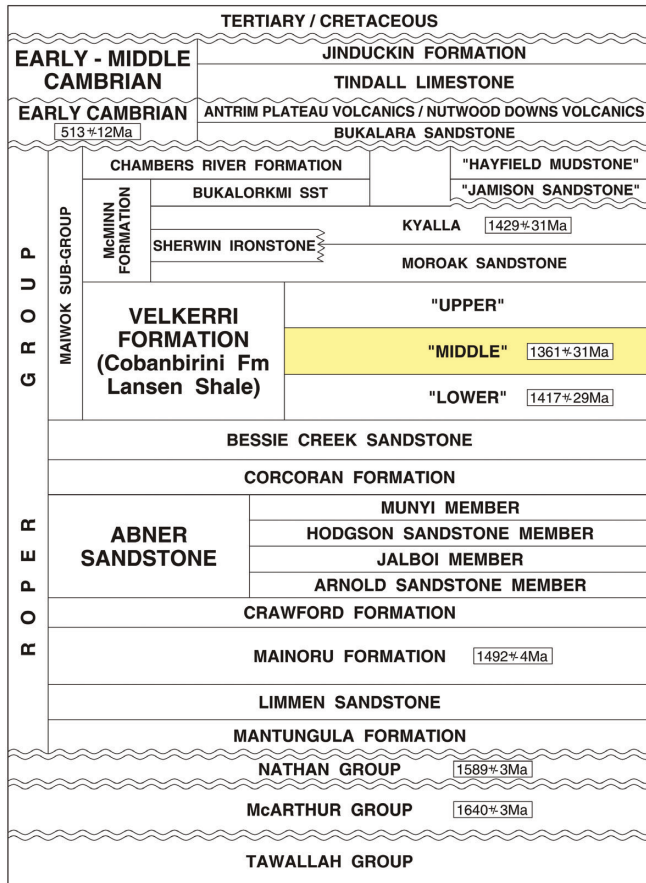 TERTIARY / CRETACEOUS
EARLY - MIDDLE
CAMBRIAN
JINDUCKIN FORMATION
TINDALL LIMESTONE
EARLY CAMBRIAN
513 +/- 12Ma
ANTRIM PLATEAU VOLCANICS / NUTWOOD DOWNS VOLCANICS
BUKALARA SANDSTONE
ROPER GROUP
MAIWOK SUB-GROUP
CHAMBERS RIVER FORMATION
"HAYFIELD MUDSTONE"
McMINN
FORMATION
BUKALORKMI SST
"JAMISON SANDSTONE"
KYALLA 1429 +/- 31Ma
SHERWIN IRONSTONE
MOROAK SANDSTONE
VELKERRI
FORMATION
(Cobanbirini Fm
Lansen Shale)
"UPPER"
"MIDDLE" 1361 +/- 31Ma
"LOWER" 1417 +/- 29Ma
BESSIE CREEK SANDSTONE
CORCORAN FORMATION
ABNER
SANDSTONE
MUNYI MEMBER
HODGSON SANDSTONE MEMBER
JALBOI MEMBER
ARNOLD SANDSTONE MEMBER
CRAWFORD FORMATION
MAINORU FORMATION 1492 +/- 4Ma
LIMMEN SANDSTONE
MANTUNGULA FORMATION
NATHAN GROUP 1589 +/- 3Ma
McARTHUR GROUP 1640 +/- 3Ma
TAWALLAH GROUP